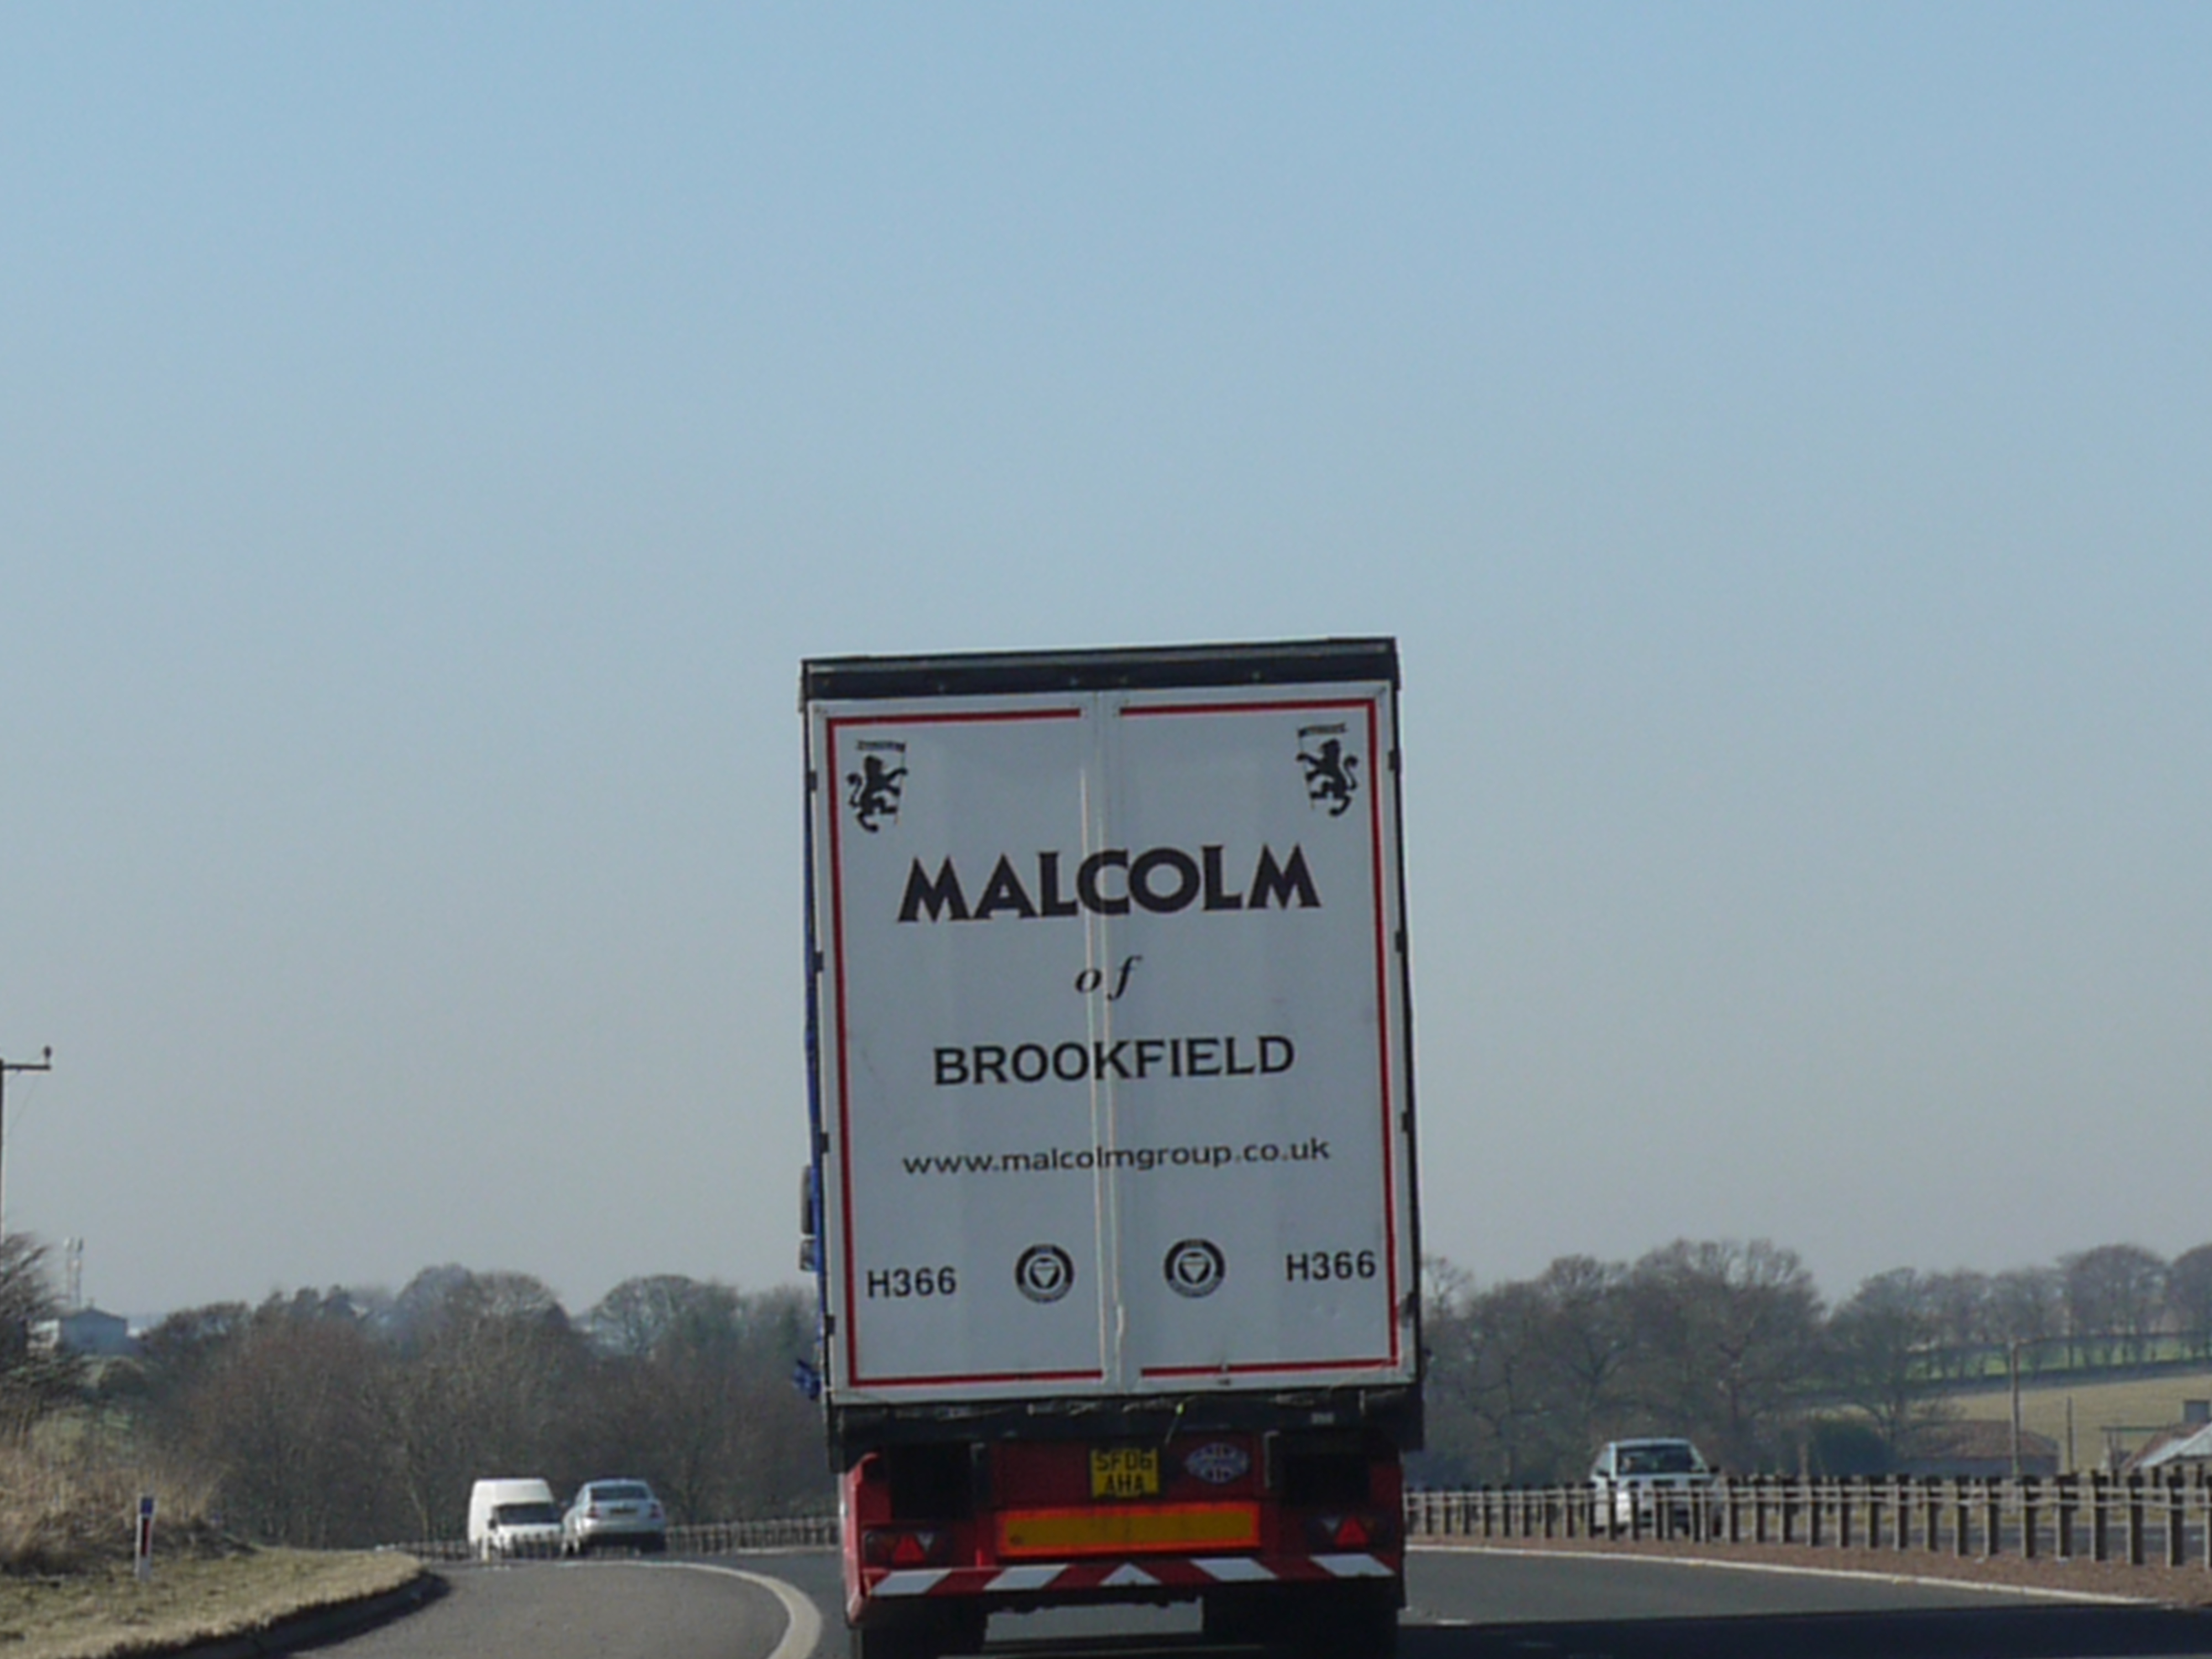 MALCOLM
of
BROOKFIELD
www.malcolmgroup.co.uk
H366
H366
SF06
AHA